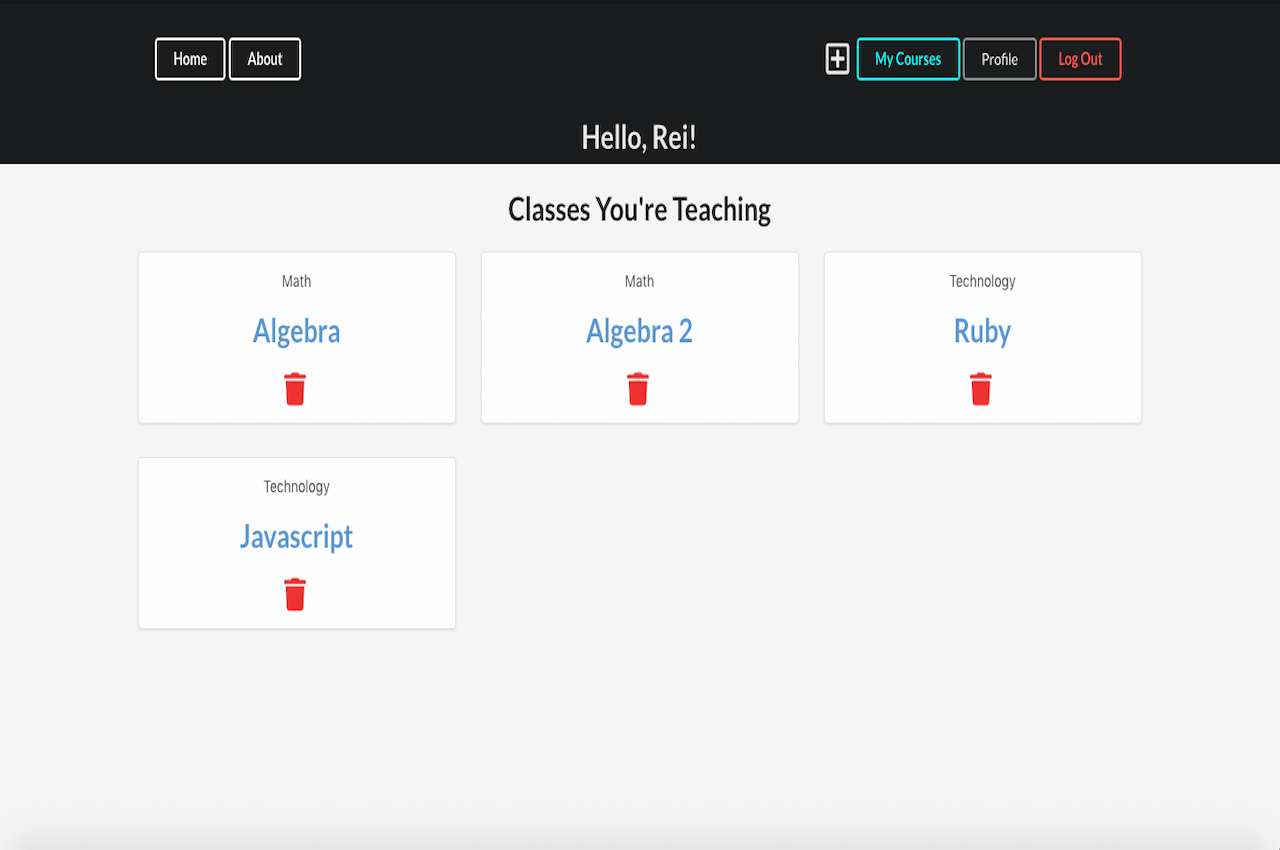 Home About My Courses Profile Log Out
Hello, Rei!
Classes You're Teaching
Math
Algebra
Math
Algebra 2
Technology
Ruby
Technology
Javascript